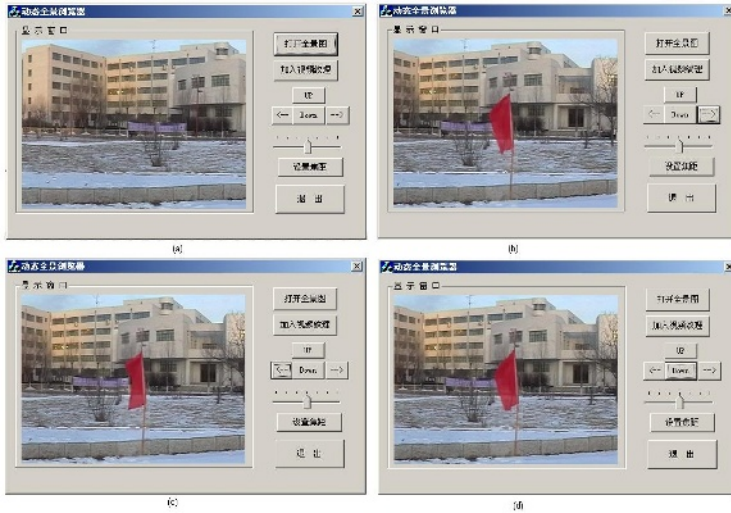 动态全景浏览器
显示窗口
打开全景图
加入视频纹理
UP
<-- Down -->
设置焦距
退出
(a)
动态全景浏览器
显示窗口
打开全景图
加入视频纹理
UP
<-- Down -->
设置焦距
退出
(b)
动态全景浏览器
显示窗口
打开全景图
加入视频纹理
UP
<-- Down -->
设置焦距
退出
(c)
动态全景浏览器
显示窗口
打开全景图
加入视频纹理
UP
<-- Down -->
设置焦距
退出
(d)